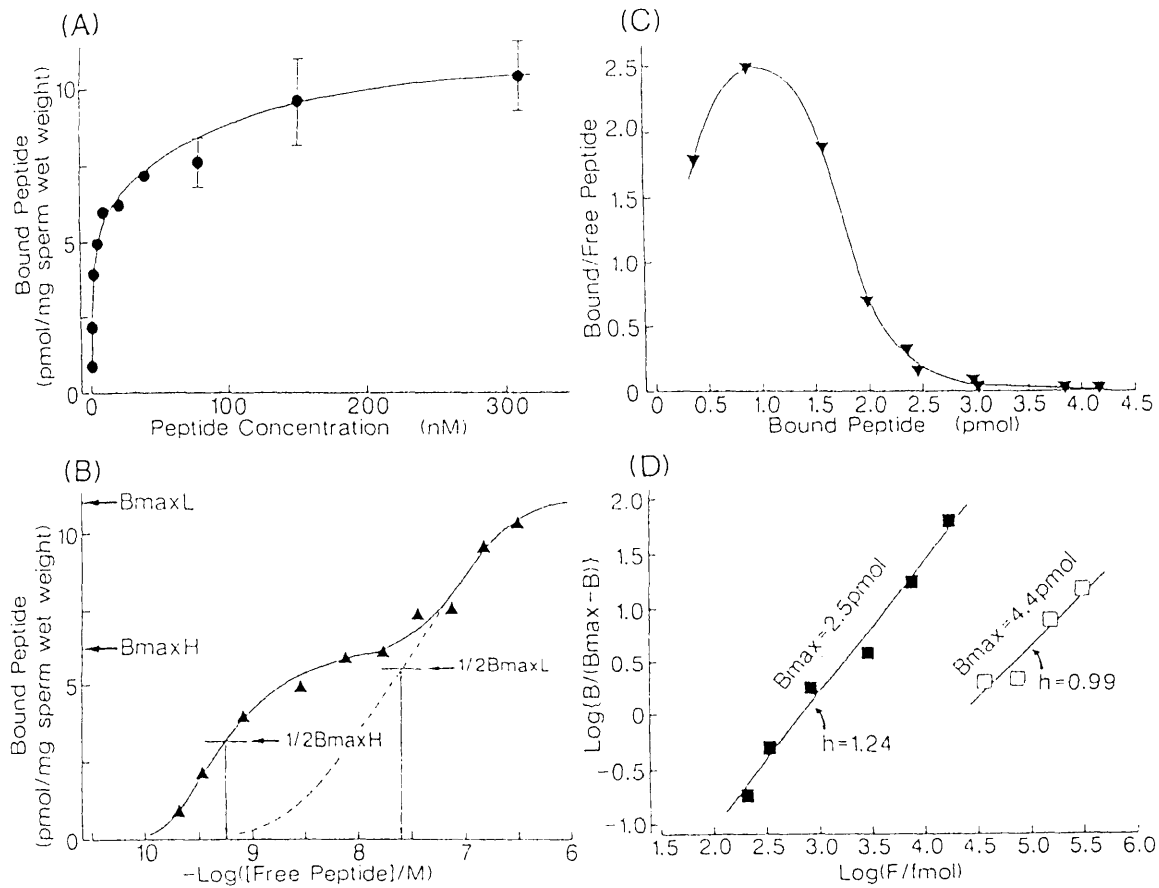 (A)
Bound Peptide
(pmol/mg sperm wet weight)
10
5
0
0 100 200 300
Peptide Concentration (nM)
(C)
Bound/Free Peptide
2.5
2.0
1.5
1.0
0.5
0
0 0.5 1.0 1.5 2.0 2.5 3.0 3.5 4.0 4.5
Bound Peptide (pmol)
(B)
Bound Peptide
(pmol/mg sperm wet weight)
BmaxL
10
BmaxH
5
0
1/2BmaxL
1/2BmaxH
10 9 8 7 6
-Log([Free Peptide]/M)
(D)
Log{B/(Bmax-B)}
2.0
1.5
1.0
0.5
0
-0.5
-1.0
Bmax=2.5pmol
Bmax=4.4pmol
h=0.99
h=1.24
1.5 2.0 2.5 3.0 3.5 4.0 4.5 5.0 5.5 6.0
Log(F/fmol)